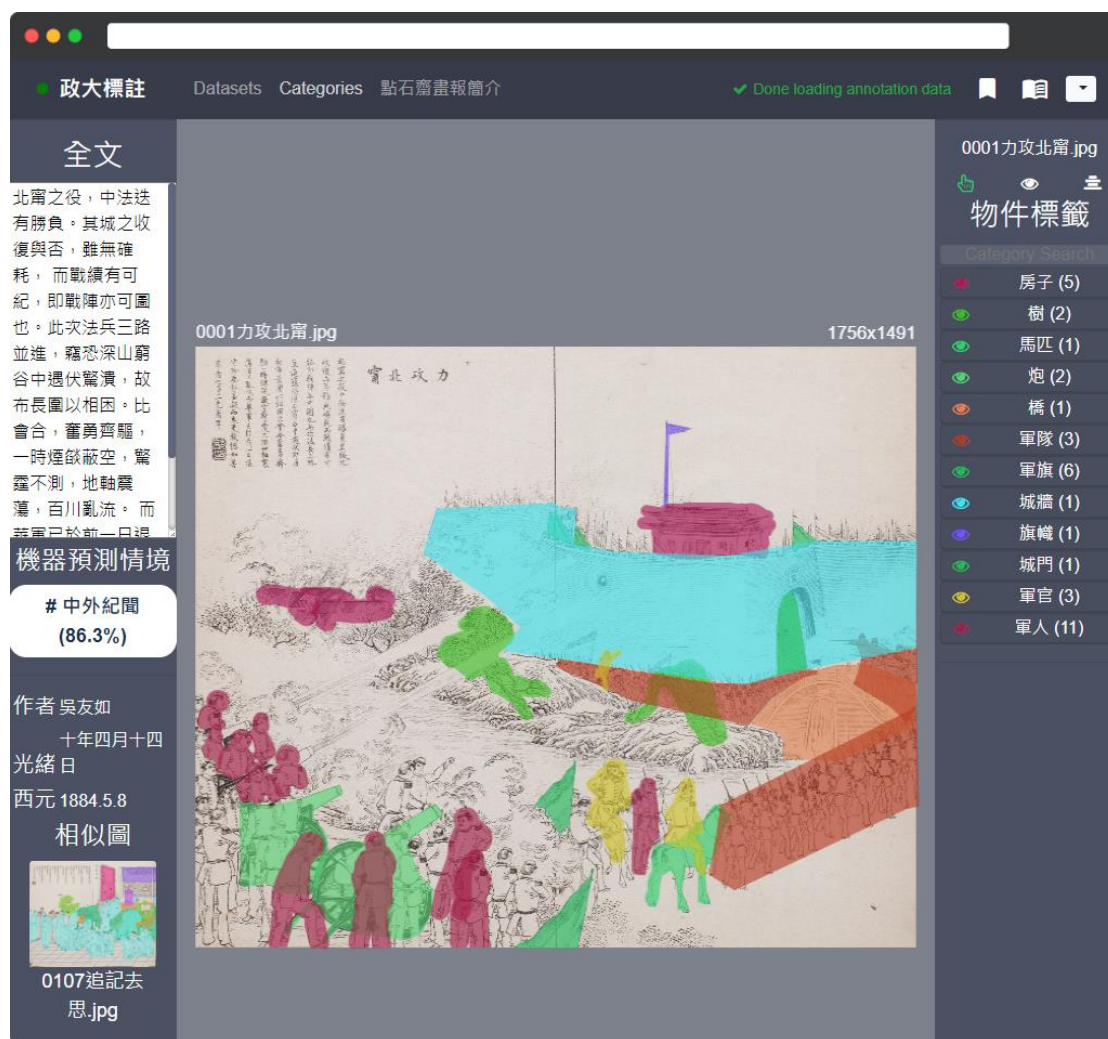 政大標註
Datasets
Categories
點石齋畫報簡介
Done loading annotation data
全文
北甯之役，中法迭
有勝負。其城之收
復與否，雖無確
耗， 而戰績有可
紀，即戰陣亦可圖
也。此次法兵三路
並進，竊恐深山窮
谷中遇伏驚潰，故
布長圍以相困。比
會合，奮勇齊驅，
一時煙燄蔽空，驚
霆不測，地軸震
蕩，百川亂流。 而
華軍已於前一日退
機器預測情境
# 中外紀聞
(86.3%)
作者 吳友如
光緒 十年四月十四
日
西元 1884.5.8
相似圖
0107追記去
思.jpg
0001力攻北甯.jpg
1756x1491
力攻北甯
0001力攻北甯.jpg
物件標籤
Category Search
房子 (5)
樹 (2)
馬匹 (1)
炮 (2)
橋 (1)
軍隊 (3)
軍旗 (6)
城牆 (1)
旗幟 (1)
城門 (1)
軍官 (3)
軍人 (11)